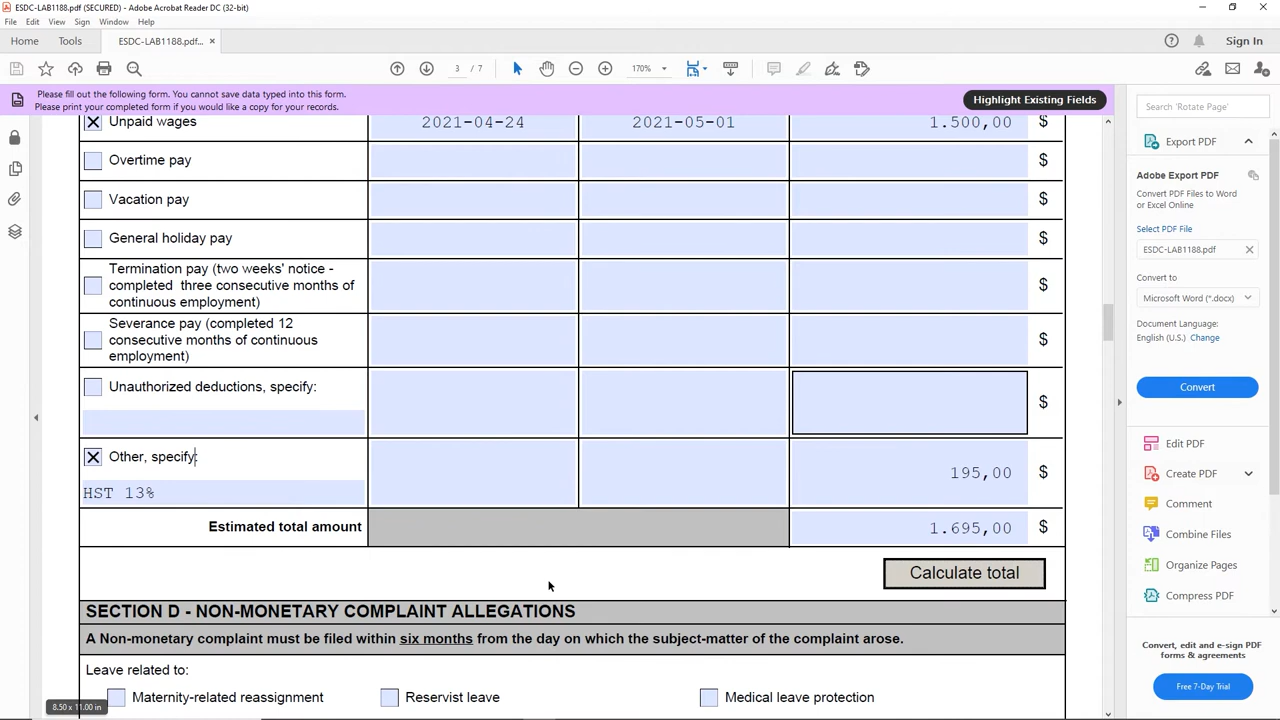 ESDC-LAB1188.pdf (SECURED) - Adobe Acrobat Reader DC (32-bit)
File Edit View Sign Window Help
Home Tools ESDC-LAB1188.pdf... × Sign In
3 / 7 170%
Please fill out the following form. You cannot save data typed into this form.
Please print your completed form if you would like a copy for your records.
Highlight Existing Fields
Unpaid wages 2021-04-24 2021-05-01 1.500,00 $
Overtime pay $
Vacation pay $
General holiday pay $
Termination pay (two weeks' notice -
completed three consecutive months of
continuous employment) $
Severance pay (completed 12
consecutive months of continuous
employment) $
Unauthorized deductions, specify: $
Other, specify: 195,00 $
HST 13%
Estimated total amount 1.695,00 $
Calculate total
SECTION D - NON-MONETARY COMPLAINT ALLEGATIONS
A Non-monetary complaint must be filed within six months from the day on which the subject-matter of the complaint arose.
Leave related to:
Maternity-related reassignment Reservist leave Medical leave protection
8.50 x 11.00 in
Search 'Rotate Page'
Export PDF
Adobe Export PDF
Convert PDF Files to Word
or Excel Online
Select PDF File
ESDC-LAB1188.pdf
Convert to
Microsoft Word (*.docx)
Document Language:
English (U.S.) Change
Convert
Edit PDF
Create PDF
Comment
Combine Files
Organize Pages
Compress PDF
Convert, edit and e-sign PDF
forms & agreements
Free 7-Day Trial